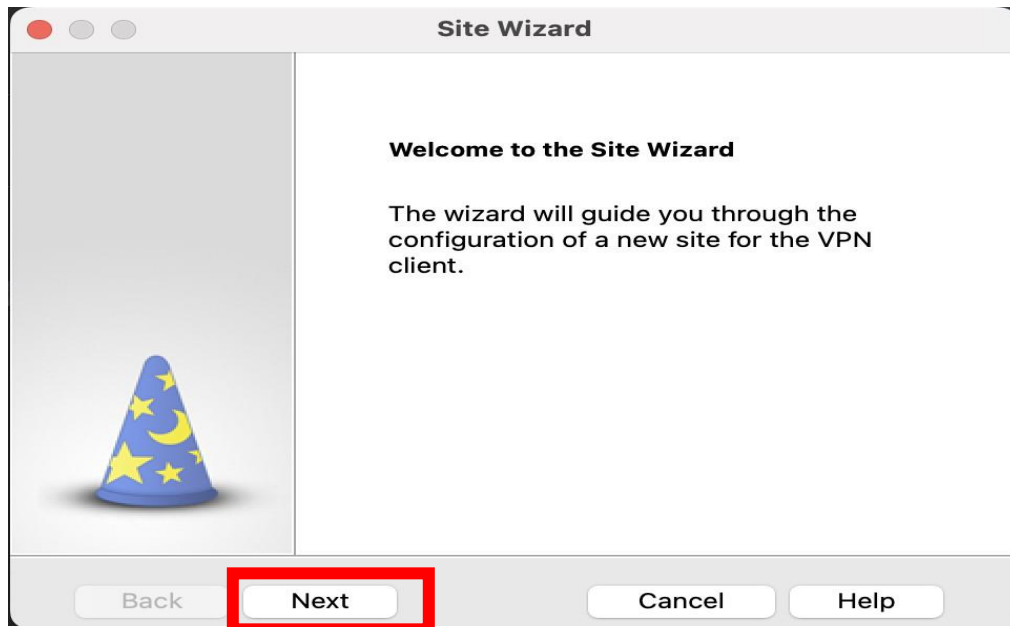 Site Wizard
Welcome to the Site Wizard
The wizard will guide you through the
configuration of a new site for the VPN
client.
Back
Next
Cancel
Help